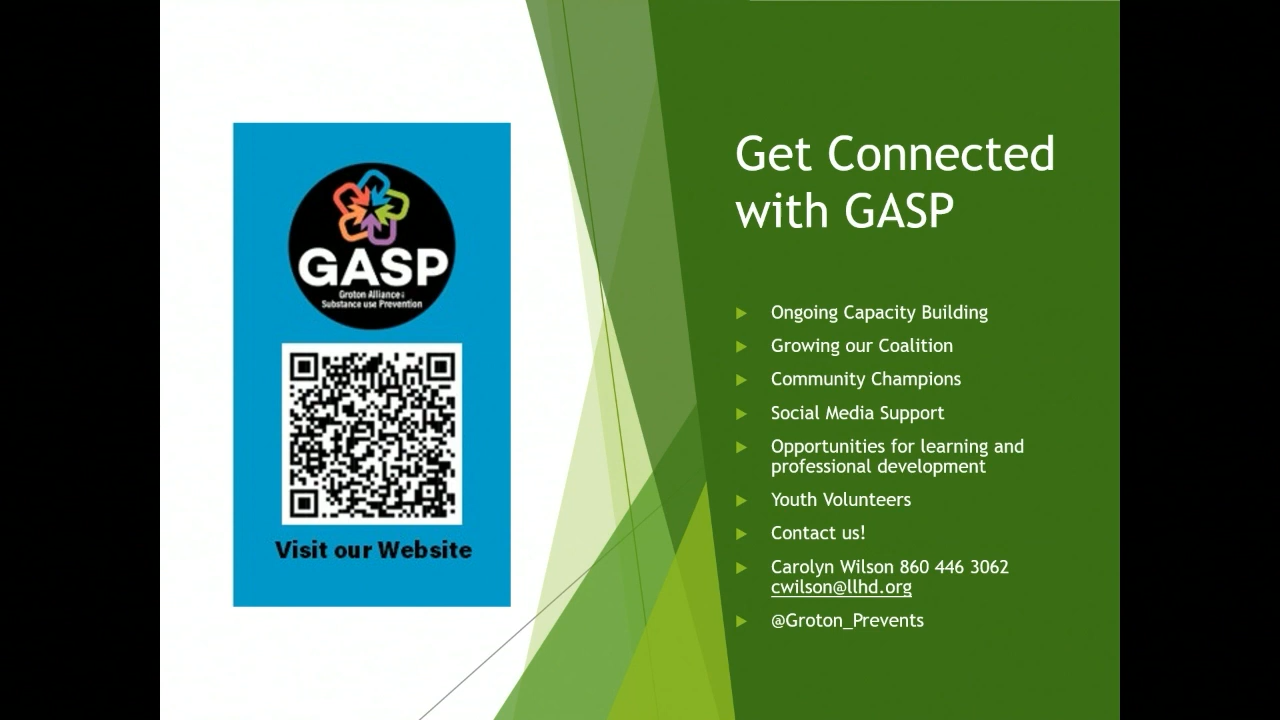 GASP
Groton Alliance
Substance use Prevention
Visit our Website
Get Connected
with GASP
Ongoing Capacity Building
Growing our Coalition
Community Champions
Social Media Support
Opportunities for learning and
professional development
Youth Volunteers
Contact us!
Carolyn Wilson 860 446 3062
cwilson@llhd.org
@Groton_Prevents